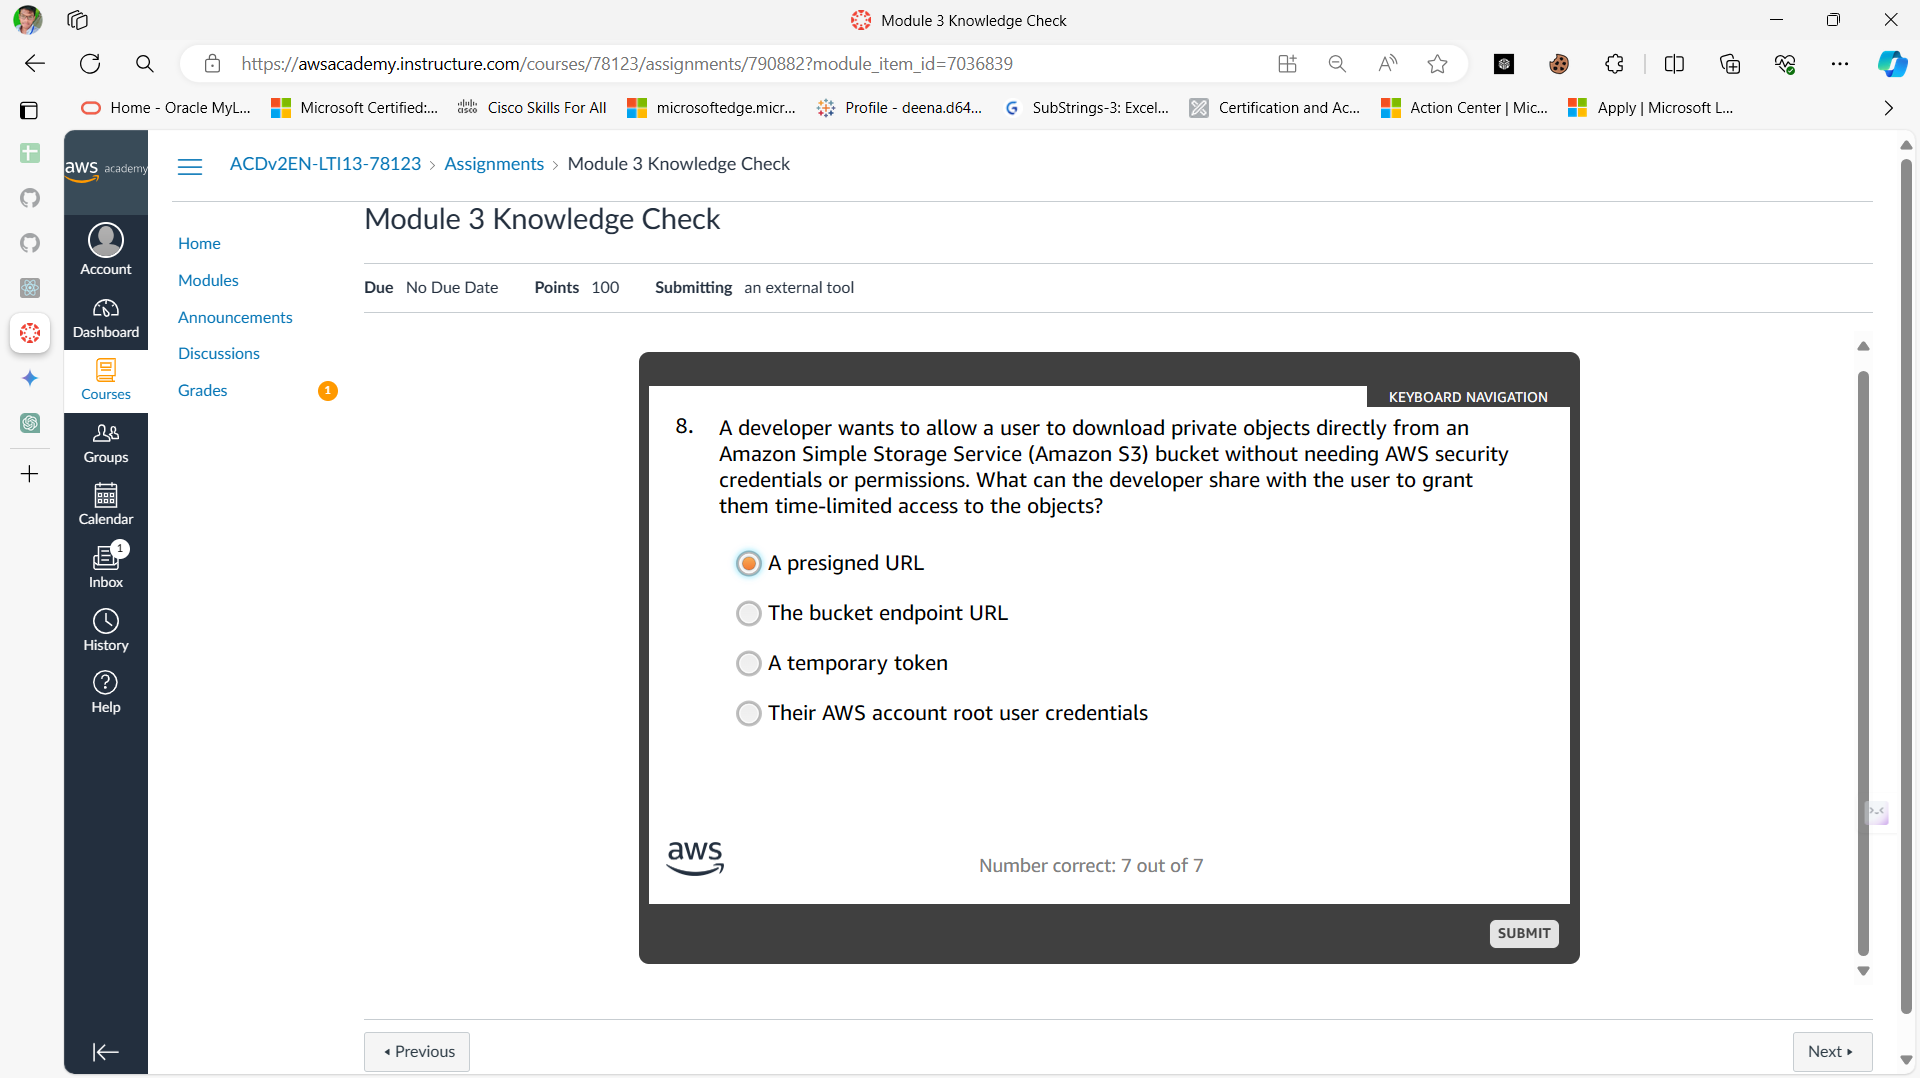 Module 3 Knowledge Check
https://awsacademy.instructure.com/courses/78123/assignments/790882?module_item_id=7036839
Home - Oracle MyL...
Microsoft Certified:...
Cisco Skills For All
microsoftedge.micr...
Profile - deena.d64...
SubStrings-3: Excel...
Certification and Ac...
Action Center | Mic...
Apply | Microsoft L...
aws academy
ACDv2EN-LTI13-78123 › Assignments › Module 3 Knowledge Check
Account
Dashboard
Courses
Groups
Calendar
1
Inbox
History
Help
Home
Modules
Announcements
Discussions
Grades 1
Module 3 Knowledge Check
Due No Due Date Points 100 Submitting an external tool
KEYBOARD NAVIGATION
8. A developer wants to allow a user to download private objects directly from an
Amazon Simple Storage Service (Amazon S3) bucket without needing AWS security
credentials or permissions. What can the developer share with the user to grant
them time-limited access to the objects?
A presigned URL
The bucket endpoint URL
A temporary token
Their AWS account root user credentials
aws
Number correct: 7 out of 7
SUBMIT
Previous
Next